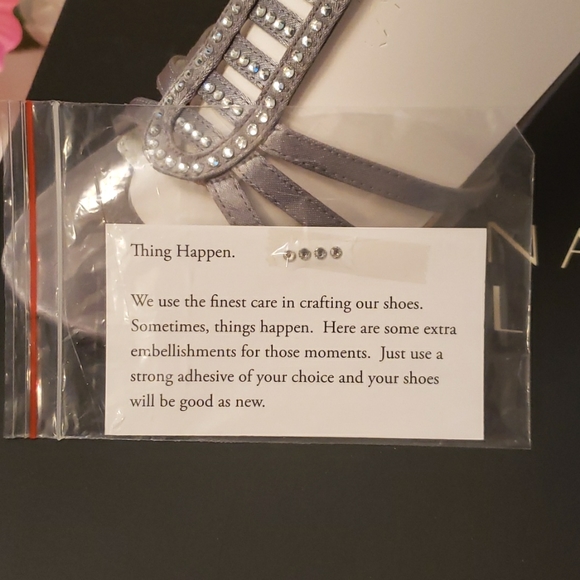 Thing Happen.
We use the finest care in crafting our shoes.
Sometimes, things happen. Here are some extra
embellishments for those moments. Just use a
strong adhesive of your choice and your shoes
will be good as new.
NA
L